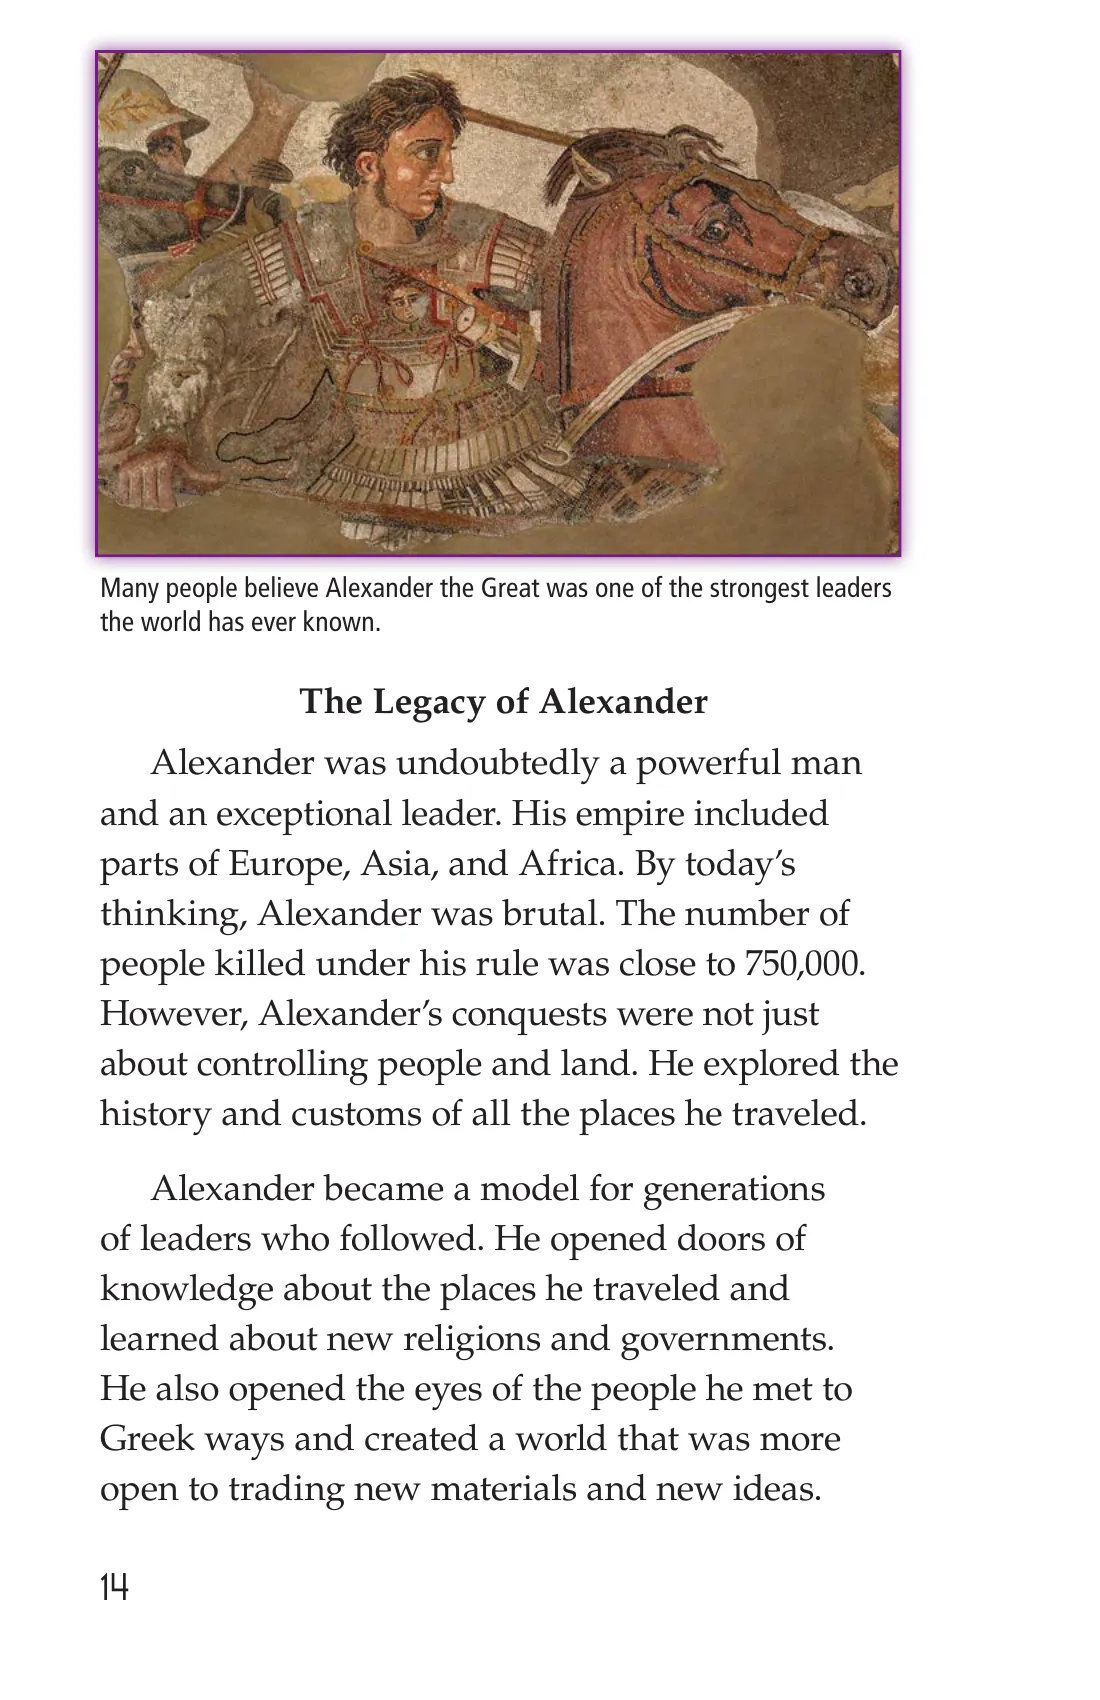 Many people believe Alexander the Great was one of the strongest leaders
the world has ever known.
The Legacy of Alexander
Alexander was undoubtedly a powerful man
and an exceptional leader. His empire included
parts of Europe, Asia, and Africa. By today’s
thinking, Alexander was brutal. The number of
people killed under his rule was close to 750,000.
However, Alexander’s conquests were not just
about controlling people and land. He explored the
history and customs of all the places he traveled.
Alexander became a model for generations
of leaders who followed. He opened doors of
knowledge about the places he traveled and
learned about new religions and governments.
He also opened the eyes of the people he met to
Greek ways and created a world that was more
open to trading new materials and new ideas.
14